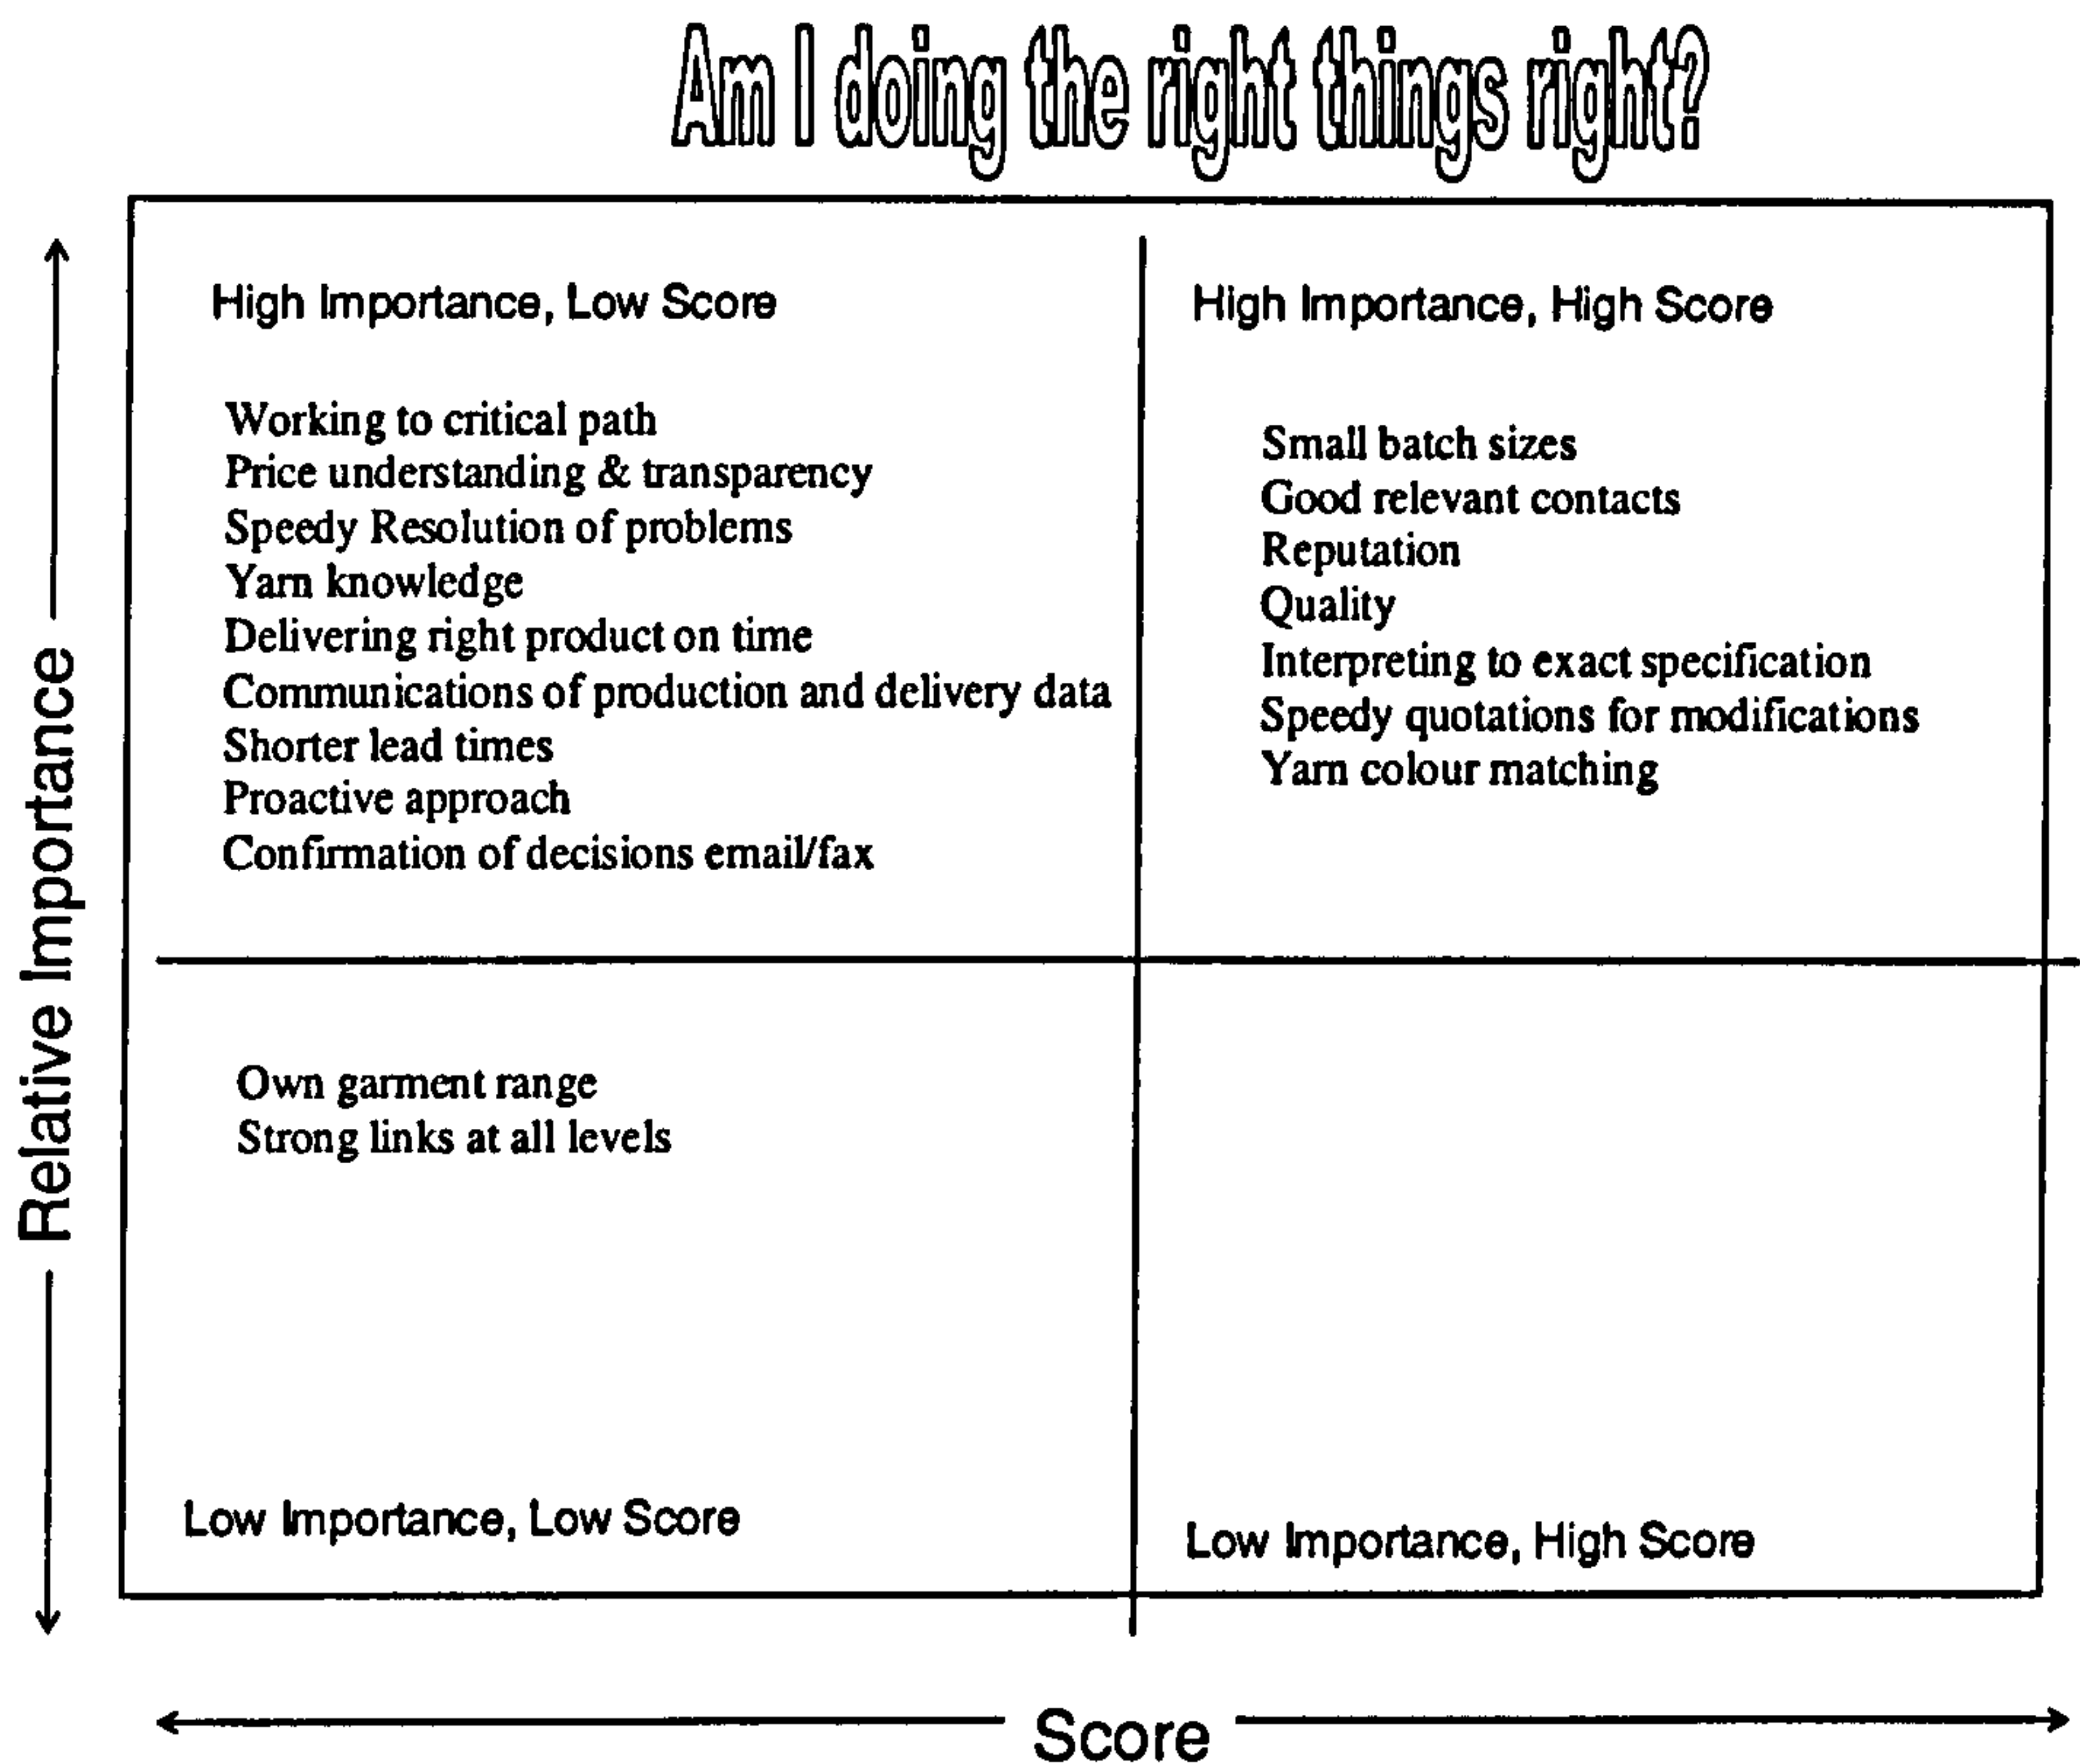 Am I doing the right things right?
Relative Importance
High Importance, Low Score
Working to critical path
Price understanding & transparency
Speedy Resolution of problems
Yarn knowledge
Delivering right product on time
Communications of production and delivery data
Shorter lead times
Proactive approach
Confirmation of decisions email/fax
High Importance, High Score
Small batch sizes
Good relevant contacts
Reputation
Quality
Interpreting to exact specification
Speedy quotations for modifications
Yarn colour matching
Own garment range
Strong links at all levels
Low Importance, Low Score
Low Importance, High Score
Score